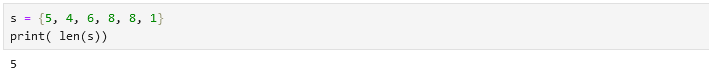 s = {5, 4, 6, 8, 8, 1}
print( len(s))
5